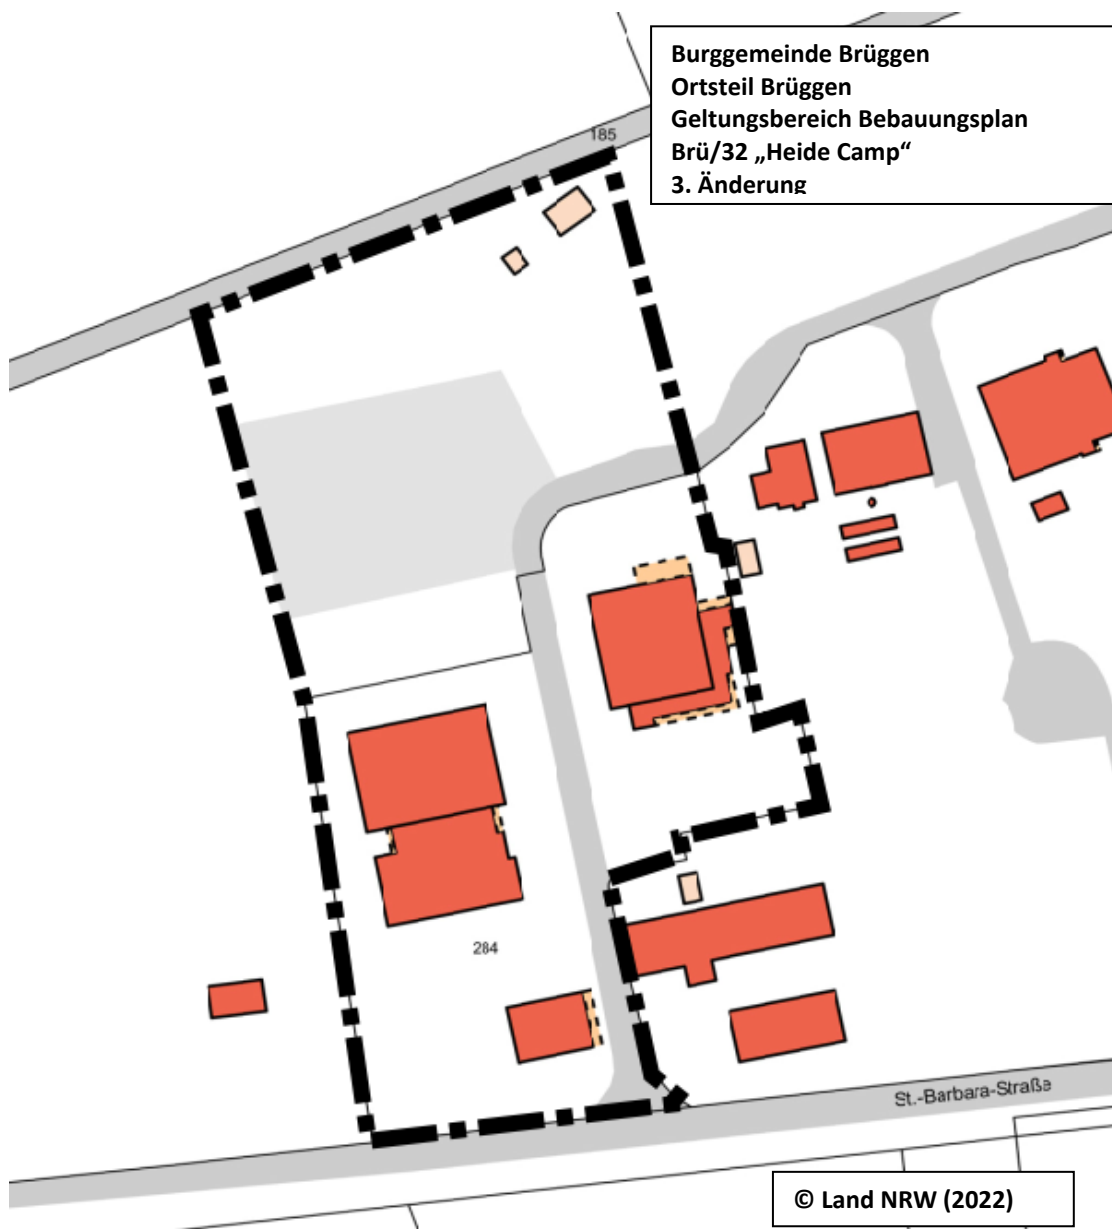 Burggemeinde Brüggen
Ortsteil Brüggen
Geltungsbereich Bebauungsplan
Brü/32 „Heide Camp“
3. Änderung
185
284
St.-Barbara-Straße
© Land NRW (2022)